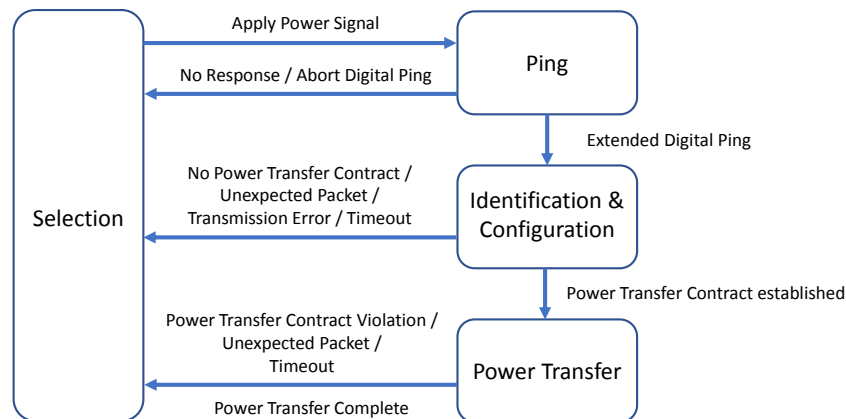 Apply Power Signal
Ping
No Response / Abort Digital Ping
Extended Digital Ping
No Power Transfer Contract /
Unexpected Packet /
Transmission Error / Timeout
Selection
Identification &
Configuration
Power Transfer Contract established
Power Transfer Contract Violation /
Unexpected Packet /
Timeout
Power Transfer
Power Transfer Complete